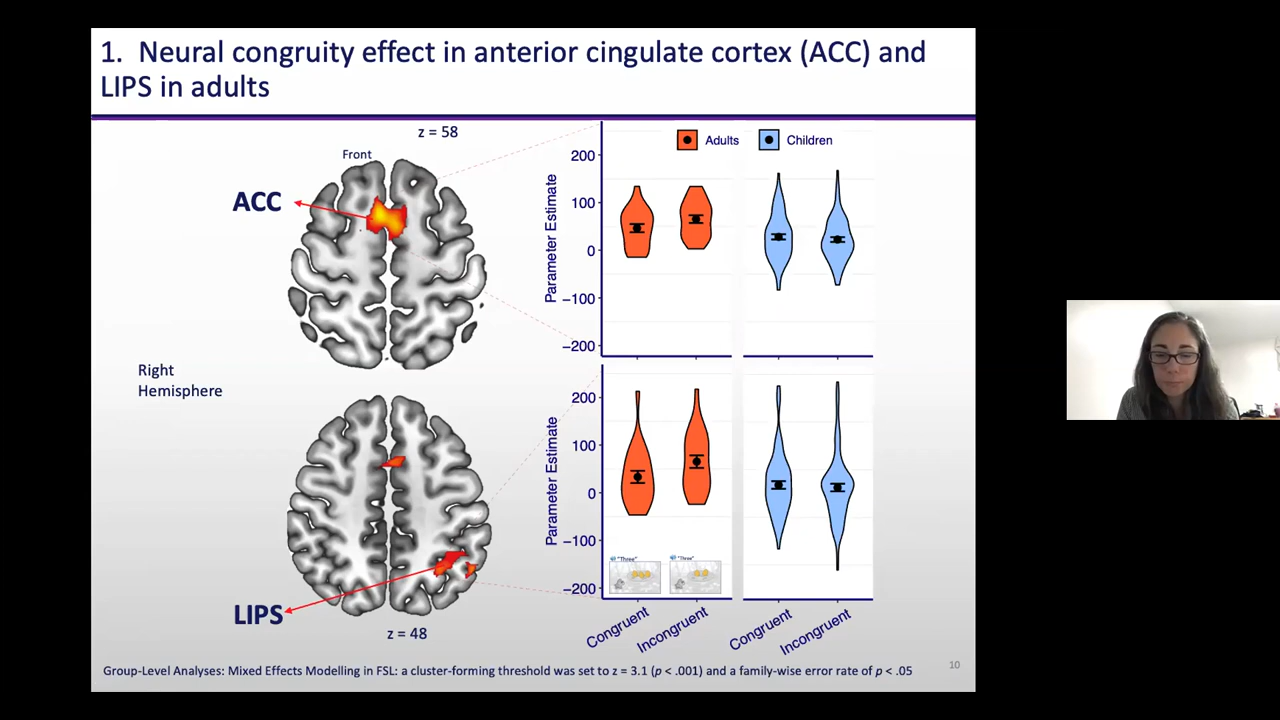 1. Neural congruity effect in anterior cingulate cortex (ACC) and
LIPS in adults
z = 58
Front
ACC
Right
Hemisphere
LIPS
z = 48
Adults
Children
Parameter Estimate
200
100
0
−100
−200
Parameter Estimate
200
100
0
−100
−200
"Three"
"Three"
Congruent
Incongruent
Congruent
Incongruent
Group-Level Analyses: Mixed Effects Modelling in FSL: a cluster-forming threshold was set to z = 3.1 (p < .001) and a family-wise error rate of p < .05
10